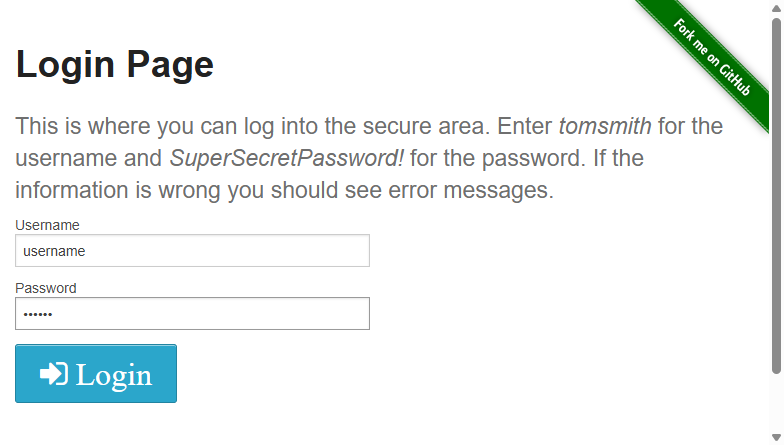 Fork me on GitHub
Login Page
This is where you can log into the secure area. Enter tomsmith for the
username and SuperSecretPassword! for the password. If the
information is wrong you should see error messages.
Username
username
Password
••••••
Login